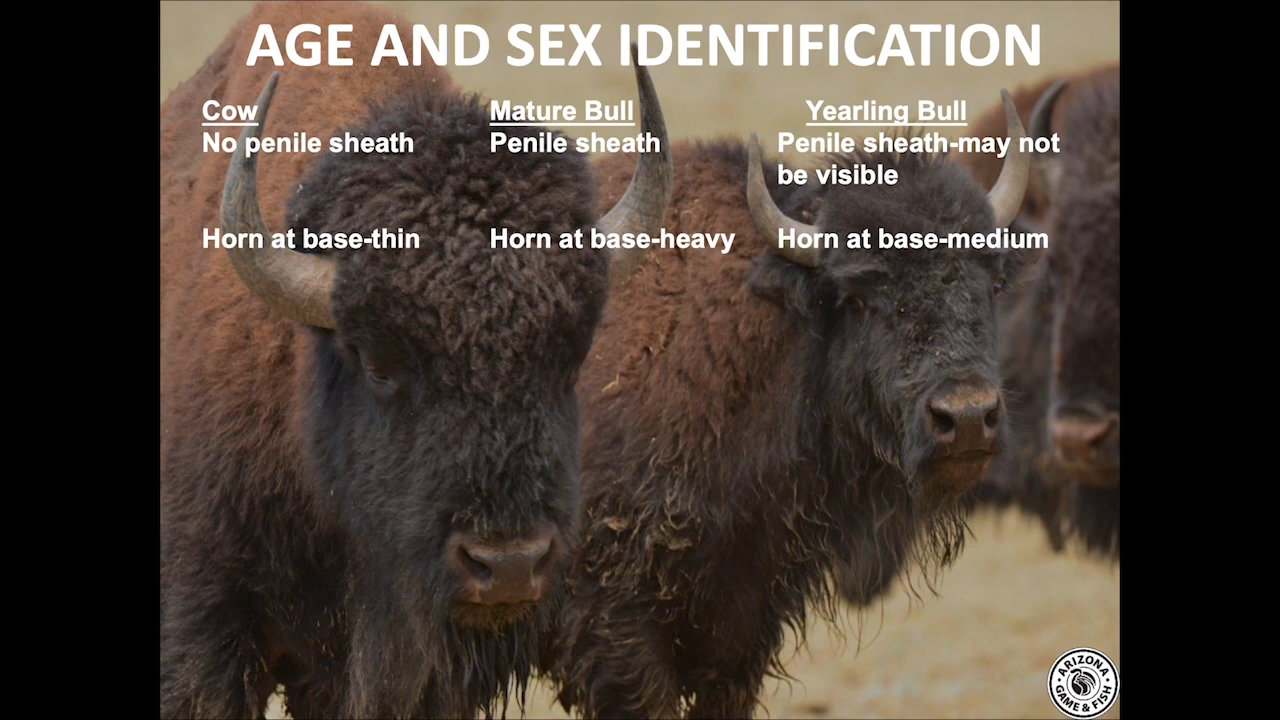 AGE AND SEX IDENTIFICATION
Cow
No penile sheath
Horn at base-thin
Mature Bull
Penile sheath
Horn at base-heavy
Yearling Bull
Penile sheath-may not
be visible
Horn at base-medium
ARIZONA
GAME & FISH